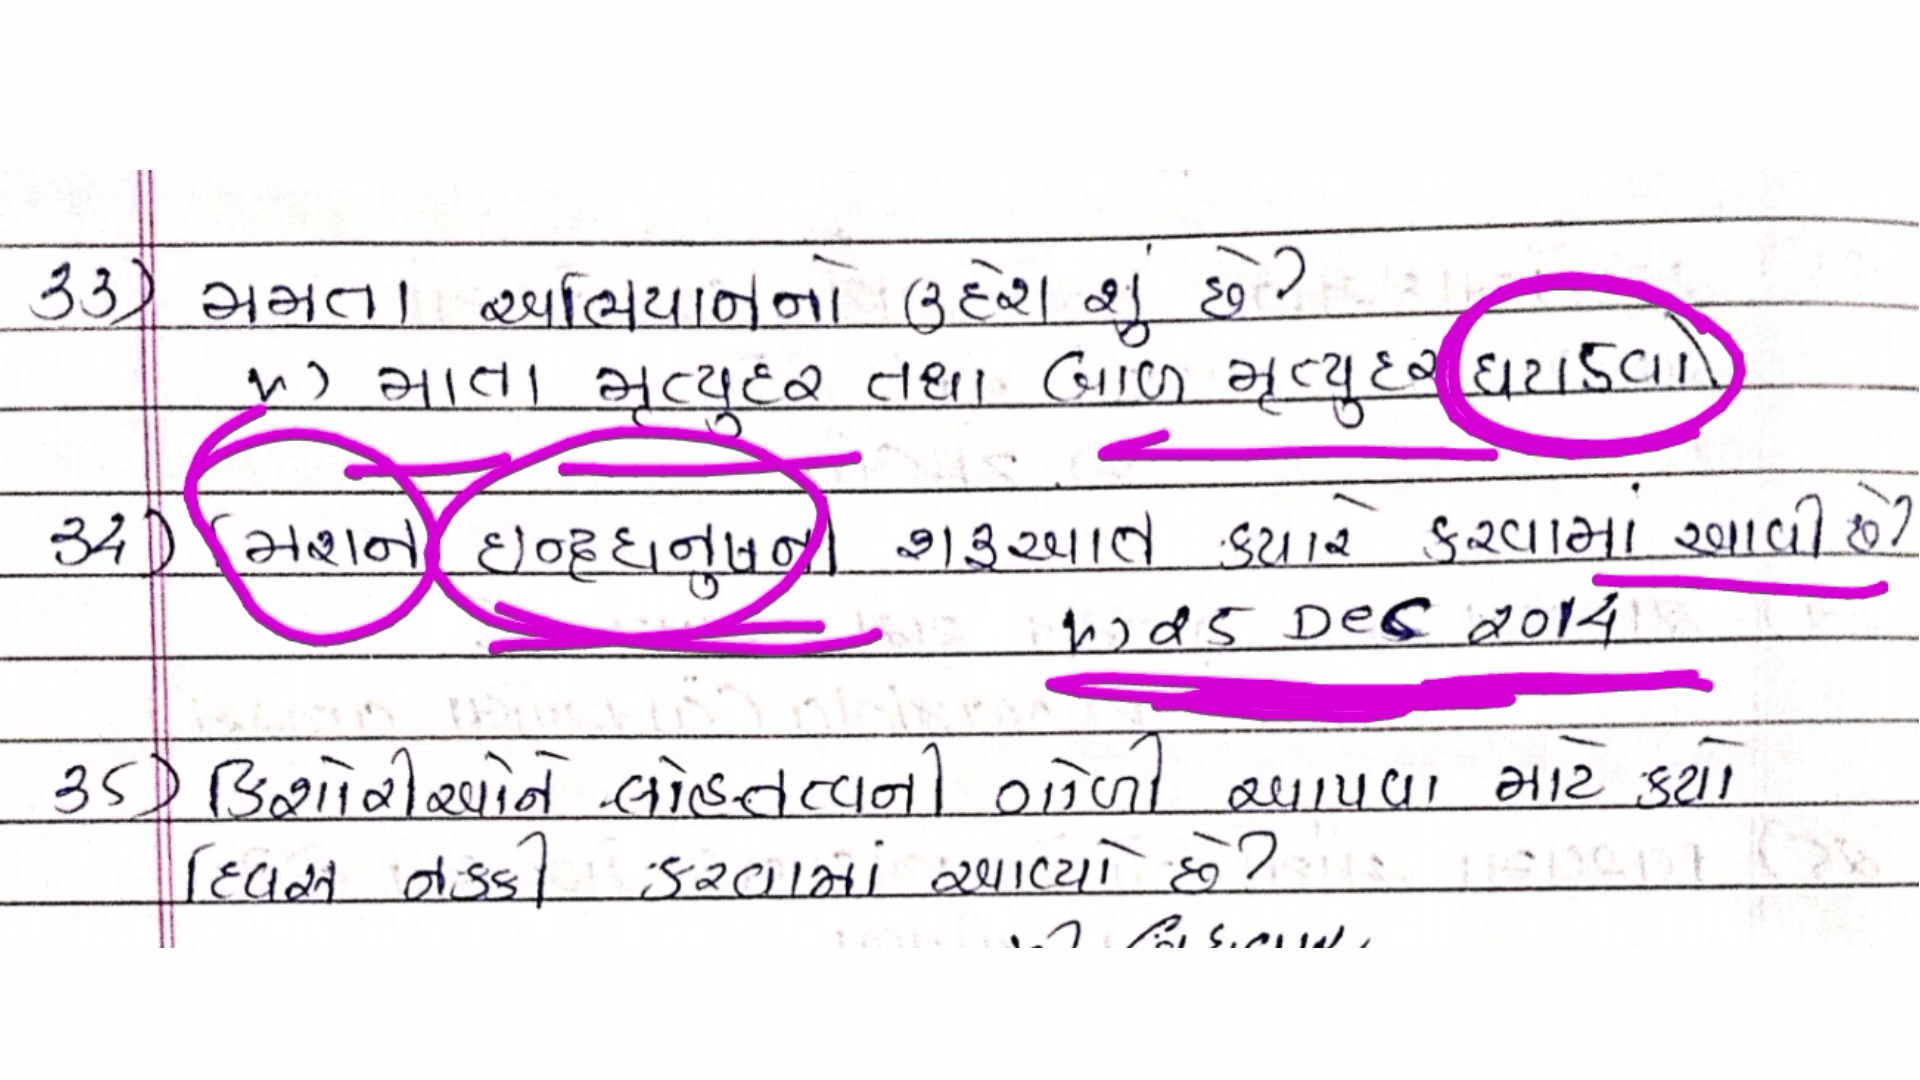 33) મમતા અભિયાનનો ઉદ્દેશ શું છે?
→ માતા મૃત્યુદર તથા બાળ મૃત્યુદર ઘટાડવા
34) મિશન ઇન્દ્રધનુષની શરૂઆત ક્યારે કરવામાં આવી છે?
→ 25 Dec 2014
35) કિશોરીઓને લોહતત્વની ગોળી આપવા માટે કયો
દિવસ નક્કી કરવામાં આવ્યો છે?